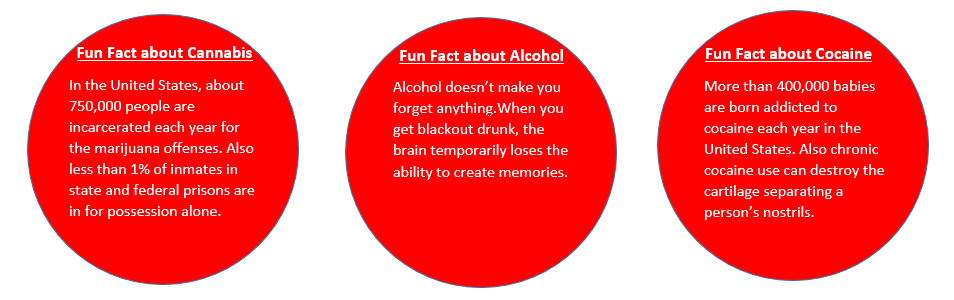 Fun Fact about Cannabis
In the United States, about
750,000 people are
incarcerated each year for
the marijuana offenses. Also
less than 1% of inmates in
state and federal prisons are
in for possession alone.
Fun Fact about Alcohol
Alcohol doesn’t make you
forget anything.When you
get blackout drunk, the
brain temporarily loses the
ability to create memories.
Fun Fact about Cocaine
More than 400,000 babies
are born addicted to
cocaine each year in the
United States. Also chronic
cocaine use can destroy the
cartilage separating a
person’s nostrils.